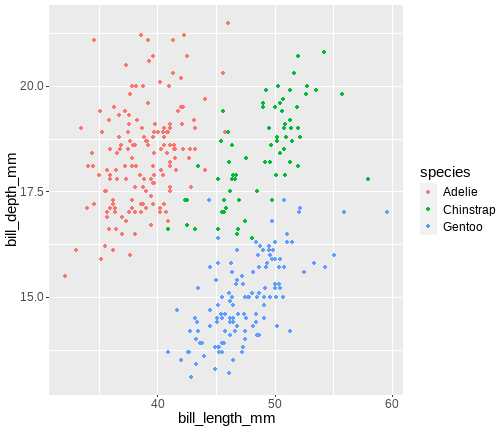 20.0
17.5
15.0
bill_depth_mm
40
50
60
bill_length_mm
species
Adelie
Chinstrap
Gentoo